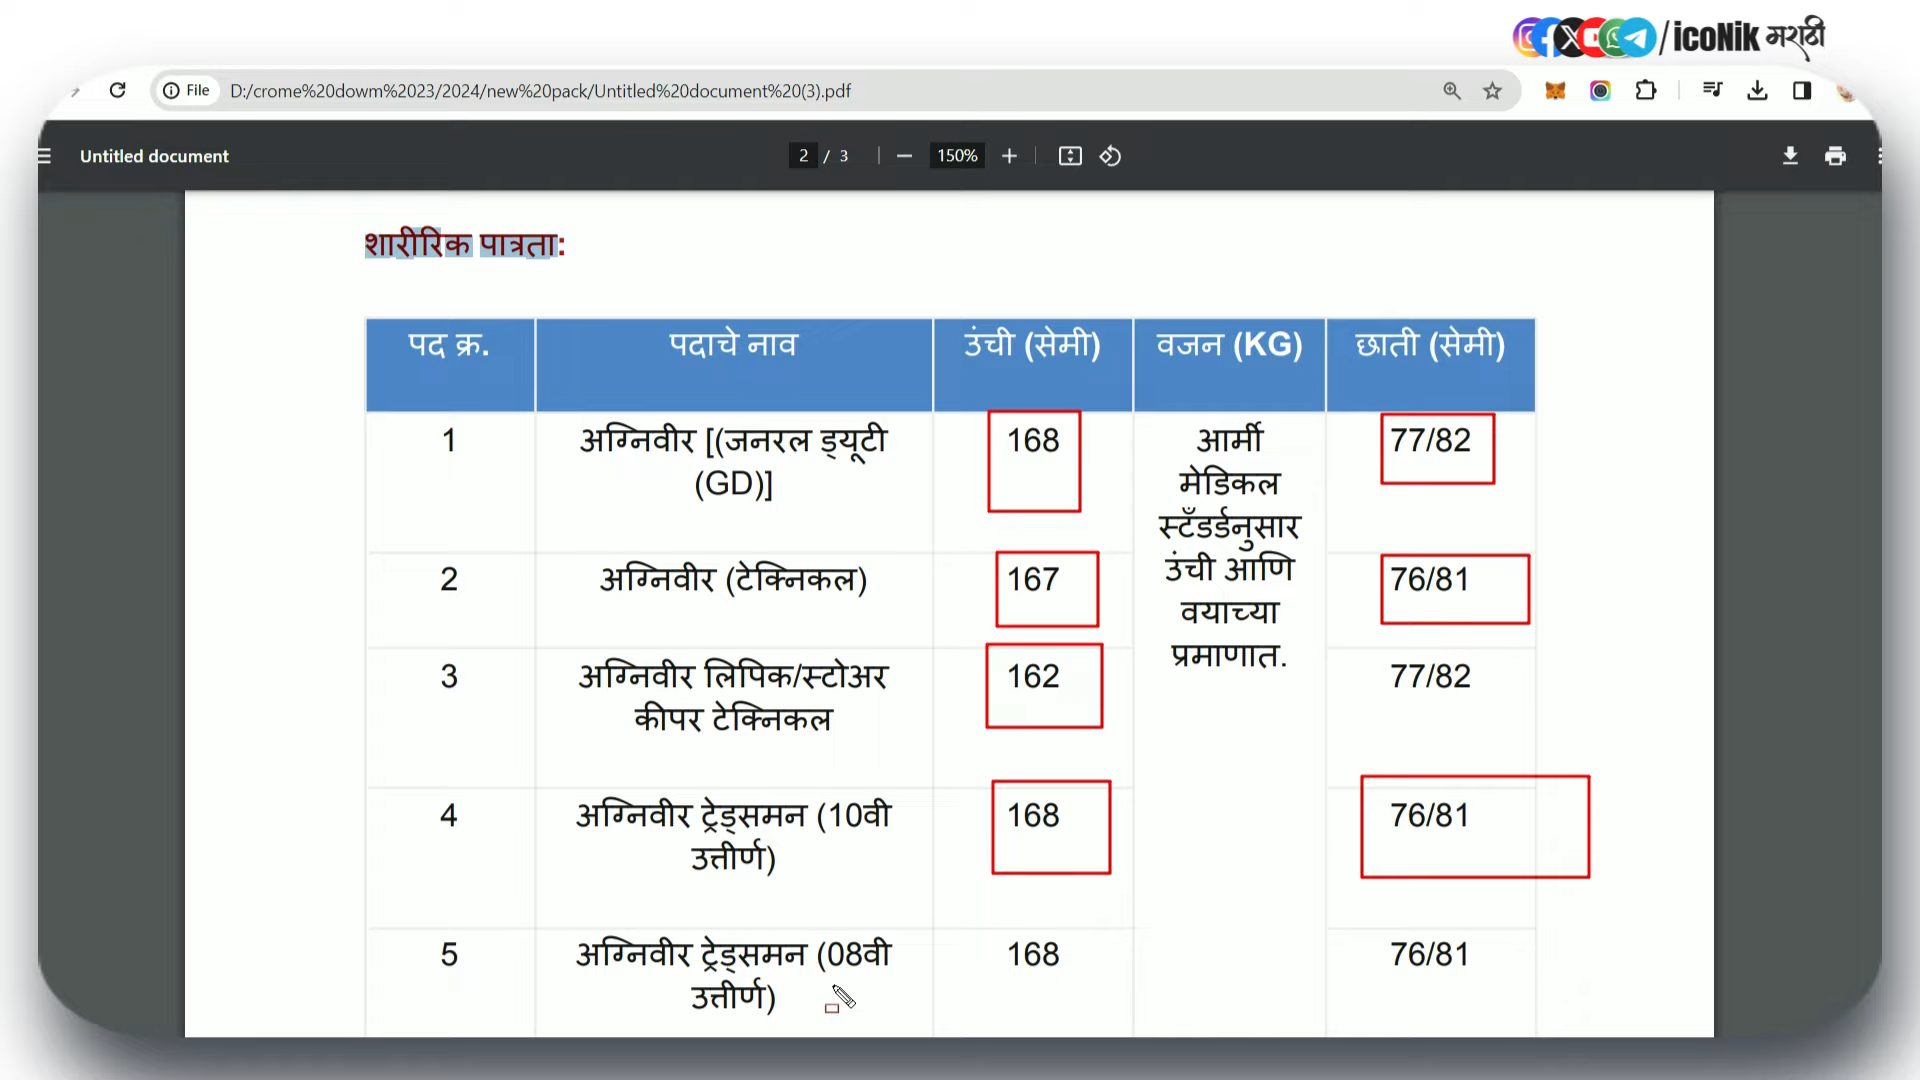 /icoNik मराठी
File D:/crome%20dowm%2023/2024/new%20pack/Untitled%20document%20(3).pdf
Untitled document 2 / 3 150%
शारीरिक पात्रता:
पद क्र. पदाचे नाव उंची (सेमी) वजन (KG) छाती (सेमी)
1 अग्निवीर [(जनरल ड्यूटी 168 आर्मी 77/82
(GD)] मेडिकल
स्टँडर्डनुसार
2 अग्निवीर (टेक्निकल) 167 उंची आणि 76/81
वयाच्या
प्रमाणात.
3 अग्निवीर लिपिक/स्टोअर 162 77/82
कीपर टेक्निकल
4 अग्निवीर ट्रेड्समन (10वी 168 76/81
उत्तीर्ण)
5 अग्निवीर ट्रेड्समन (08वी 168 76/81
उत्तीर्ण)